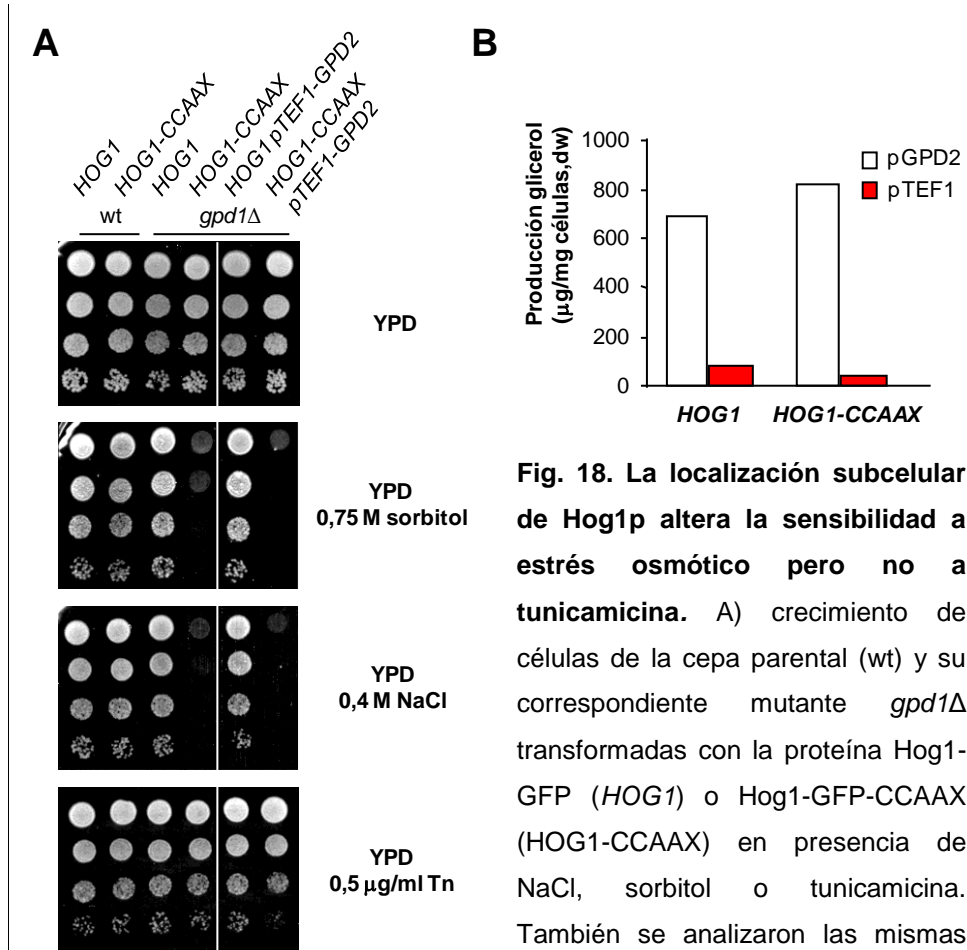 A
HOG1
HOG1-CCAAX
HOG1
HOG1-CCAAX
HOG1 pTEF1-GPD2
HOG1-CCAAX
pTEF1-GPD2
wt
gpd1Δ
YPD
YPD
0,75 M sorbitol
YPD
0,4 M NaCl
YPD
0,5 μg/ml Tn
B
Producción glicerol
(μg/mg células,dw)
1000
800
600
400
200
0
pGPD2
pTEF1
HOG1
HOG1-CCAAX
Fig. 18. La localización subcelular
de Hog1p altera la sensibilidad a
estrés osmótico pero no a
tunicamicina. A) crecimiento de
células de la cepa parental (wt) y su
correspondiente mutante gpd1Δ
transformadas con la proteína Hog1-
GFP (HOG1) o Hog1-GFP-CCAAX
(HOG1-CCAAX) en presencia de
NaCl, sorbitol o tunicamicina.
También se analizaron las mismas